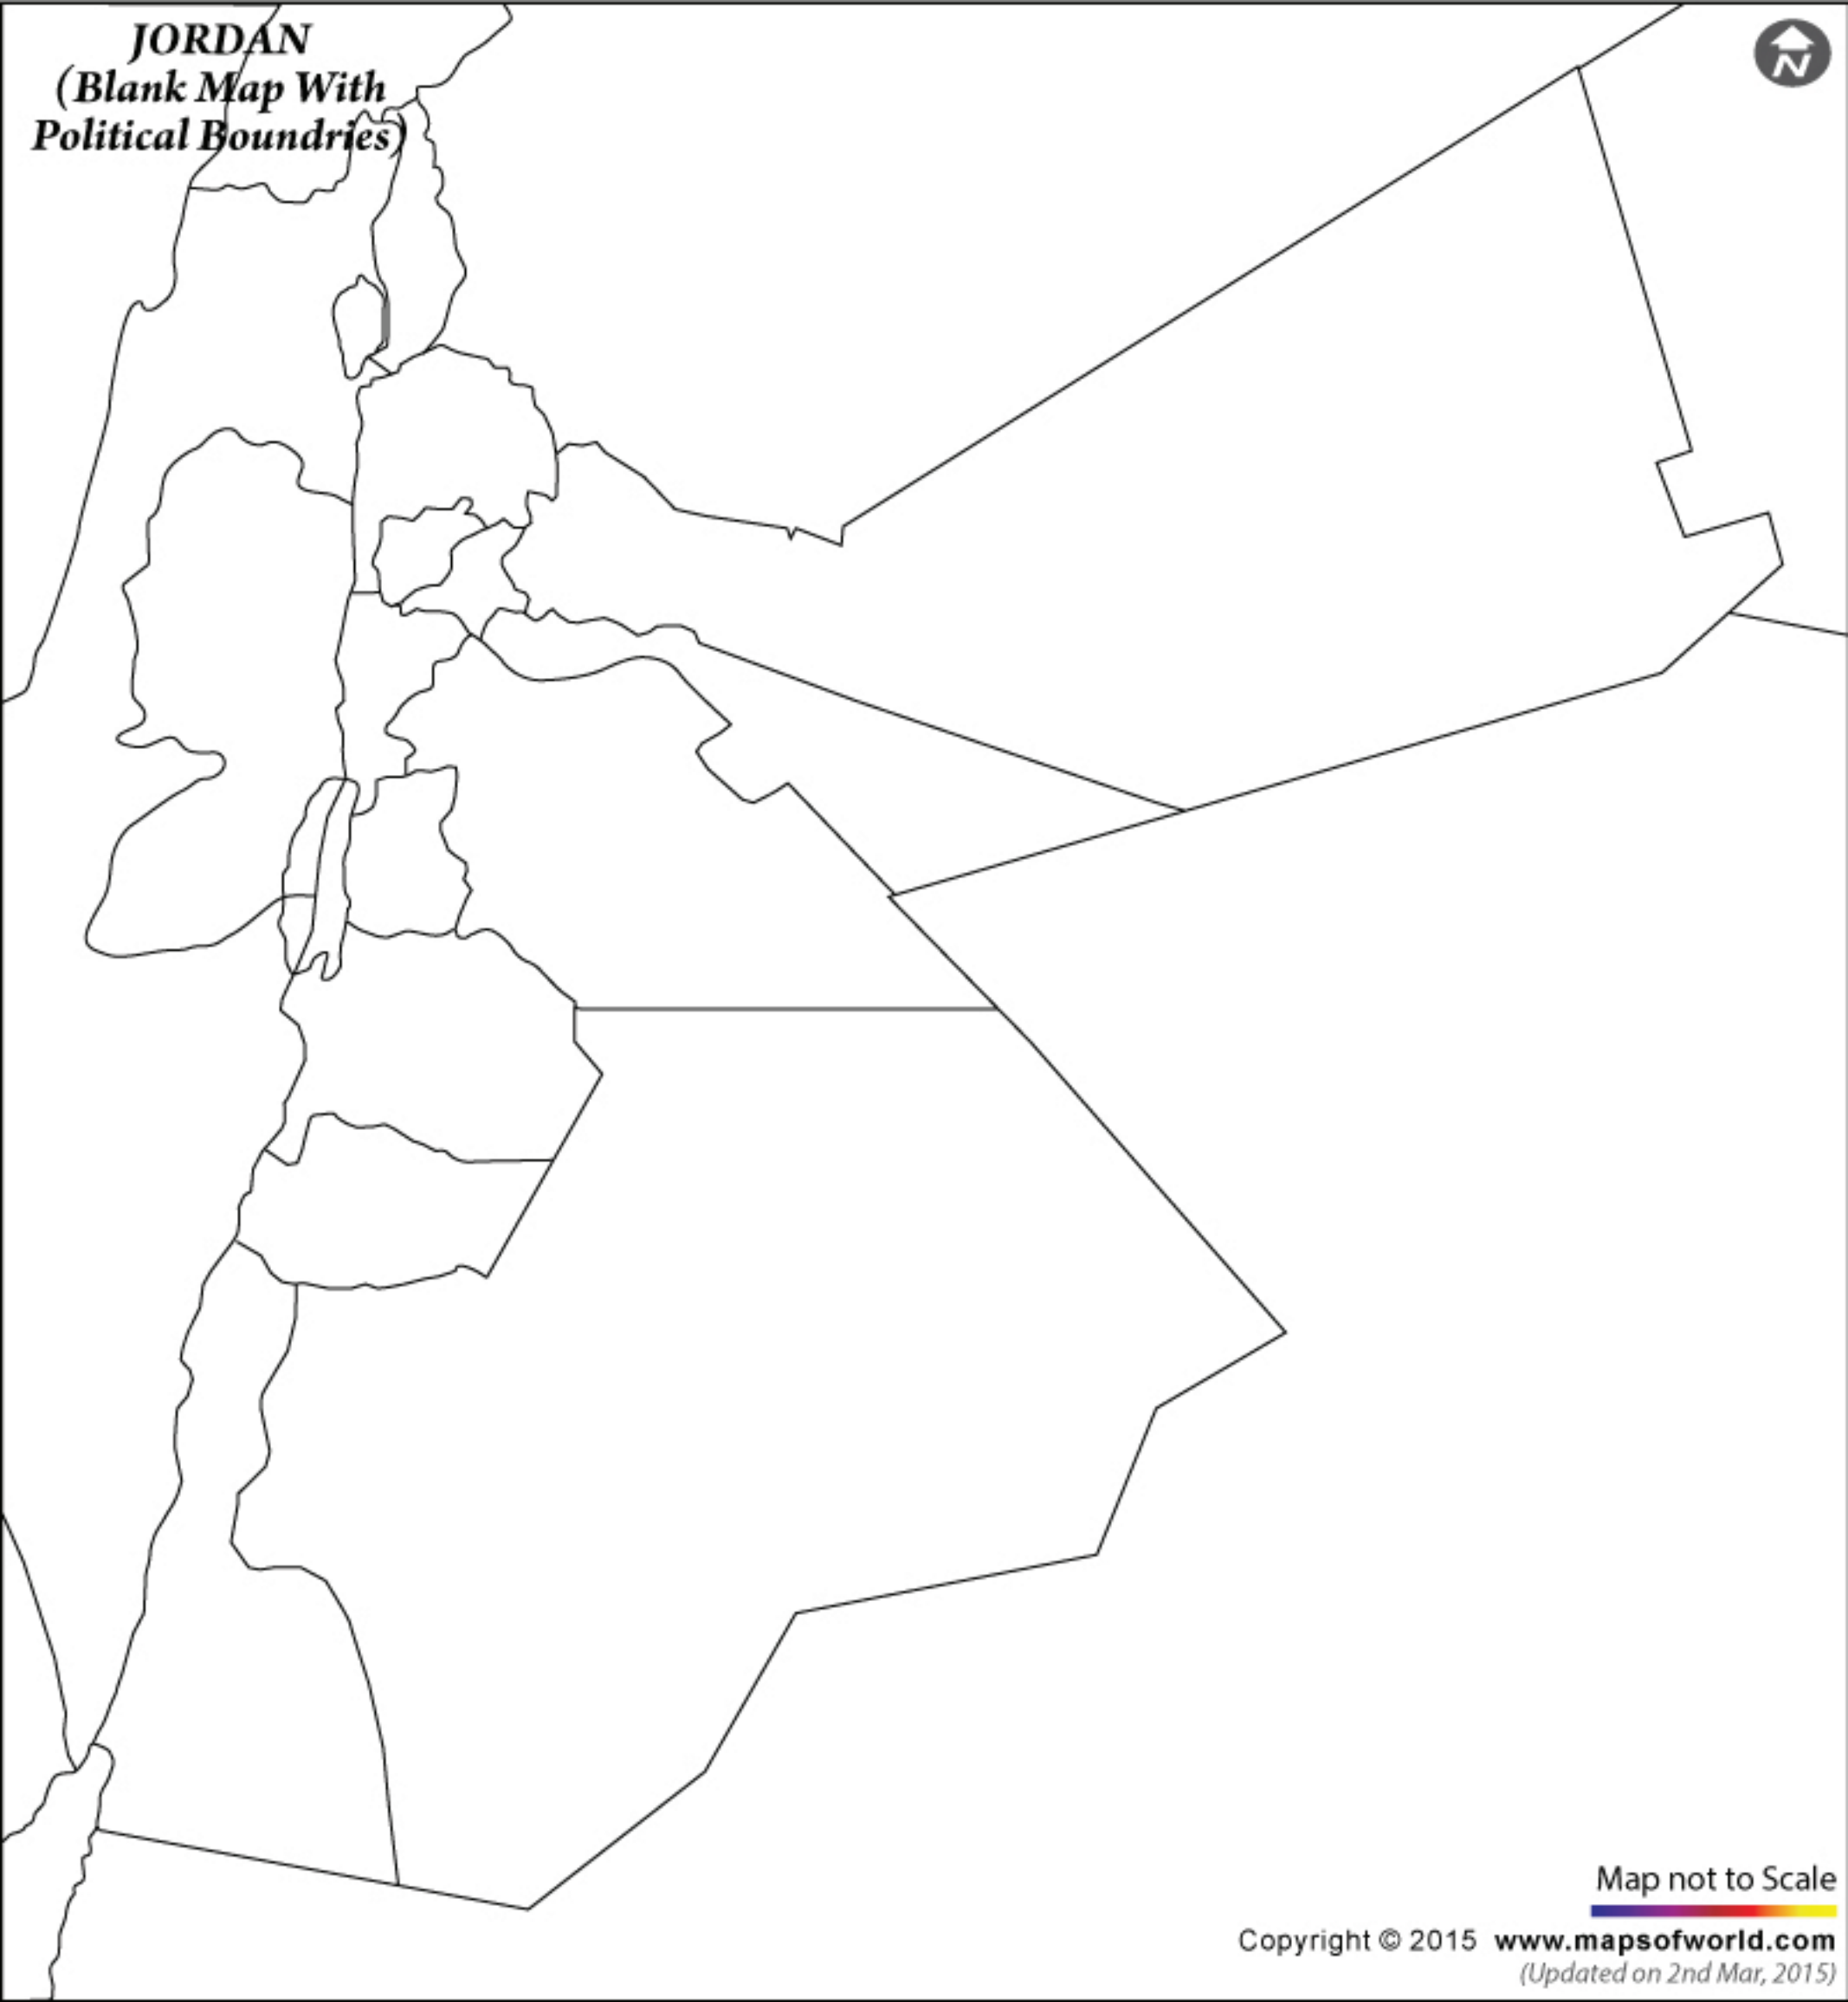 JORDAN
(Blank Map With
Political Boundries)
N
Map not to Scale
Copyright © 2015 www.mapsofworld.com
(Updated on 2nd Mar, 2015)